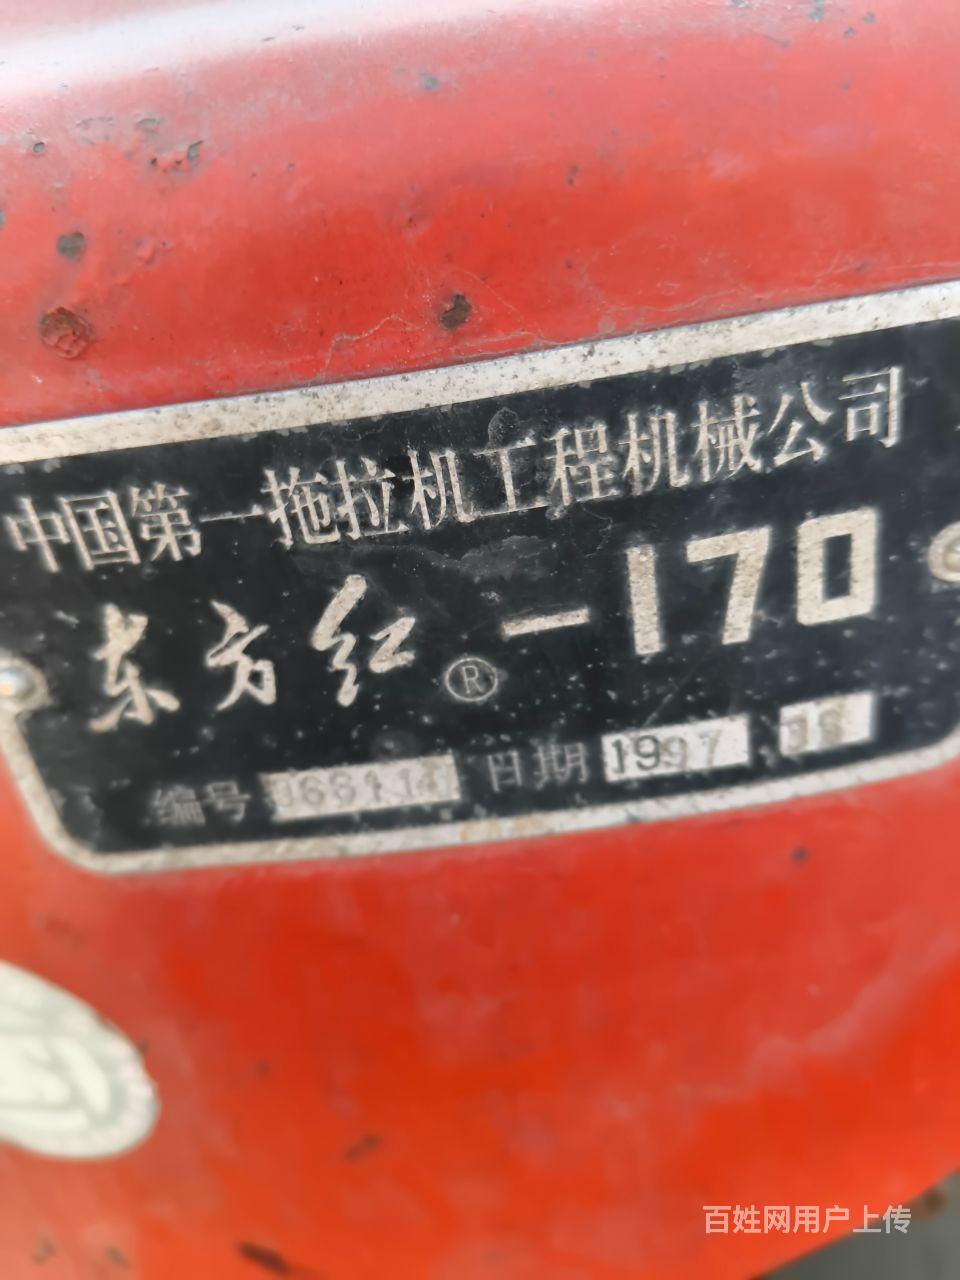 中国第一拖拉机工程机械公司
东方红® -170
编号 日期 1997
百姓网用户上传